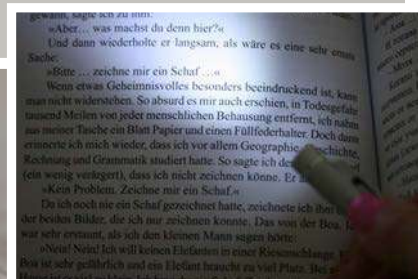 gewann, sagte ich zu ihm:
»Aber… was machst du denn hier?«
Und dann wiederholte er langsam, als wäre es eine sehr ernste
Sache:
»Bitte … zeichne mir ein Schaf …«
Wenn etwas Geheimnisvolles besonders beeindruckend ist, kann
man nicht widerstehen. So absurd es mir auch erschien, in Todesgefahr
tausend Meilen von jeder menschlichen Behausung entfernt, ich nahm
aus meiner Tasche ein Blatt Papier und einen Füllfederhalter. Doch dann
erinnerte ich mich wieder, dass ich vor allem Geographie, Geschichte,
Rechnung und Grammatik studiert hatte. So sagte ich
(ein wenig verärgert), dass ich nicht zeichnen könne. Er
»Kein Problem. Zeichne mir ein Schaf.«
Da ich noch nie ein Schaf gezeichnet hatte, zeichnete ich ihm
der beiden Bilder, die ich nur zeichnen konnte. Das von der Boa.
war sehr erstaunt, als ich den kleinen Mann sagen hörte:
»Nein! Nein! Ich will keinen Elefanten in einer Riesenschlange.
Boa ist sehr gefährlich und ein Elefant braucht zu viel Platz. Bei